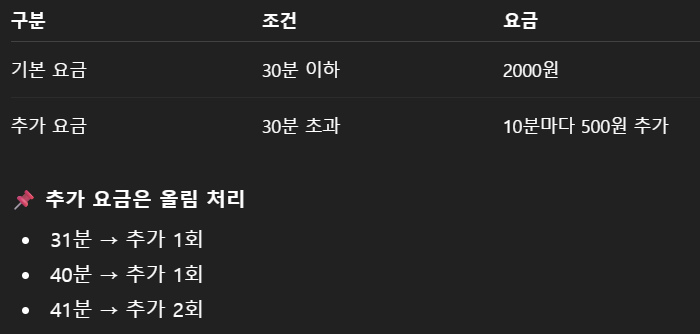 구분 조건 요금
기본 요금 30분 이하 2000원
추가 요금 30분 초과 10분마다 500원 추가
📌 추가 요금은 올림 처리
• 31분 → 추가 1회
• 40분 → 추가 1회
• 41분 → 추가 2회